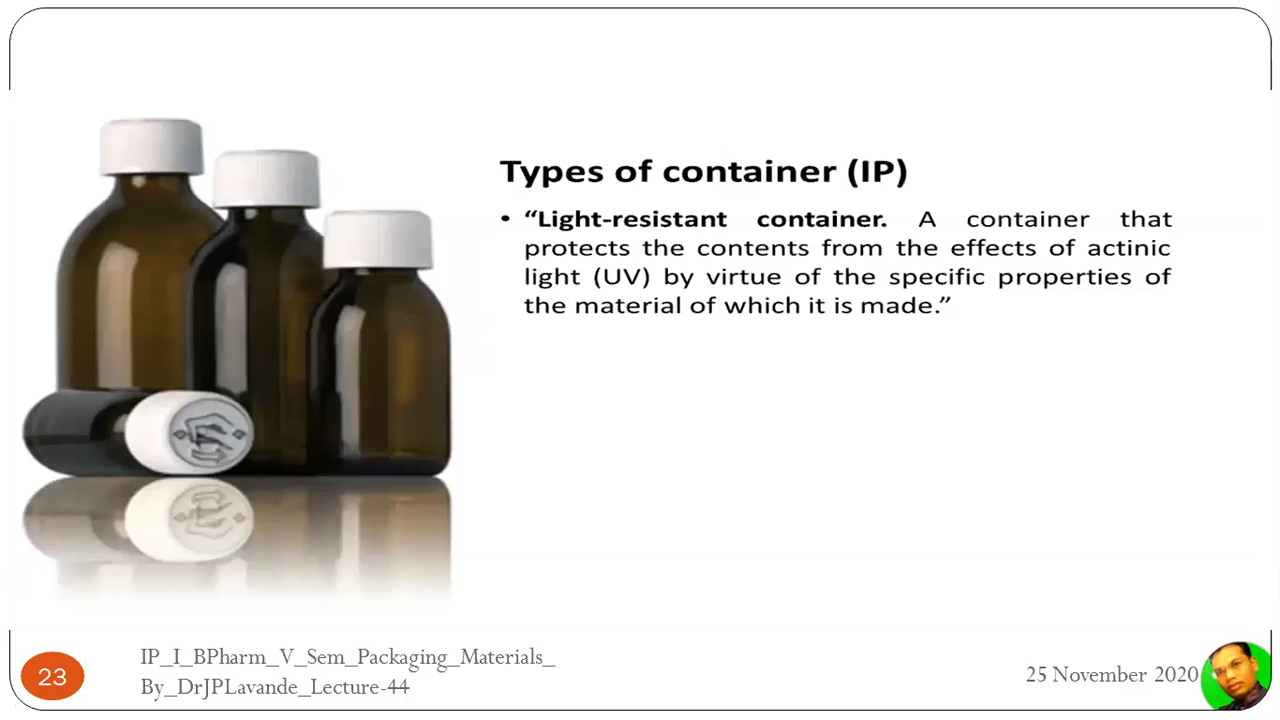 Types of container (IP)
• “Light-resistant container. A container that
protects the contents from the effects of actinic
light (UV) by virtue of the specific properties of
the material of which it is made.”
23
IP_I_BPharm_V_Sem_Packaging_Materials_
By_DrJPLavande_Lecture-44
25 November 2020